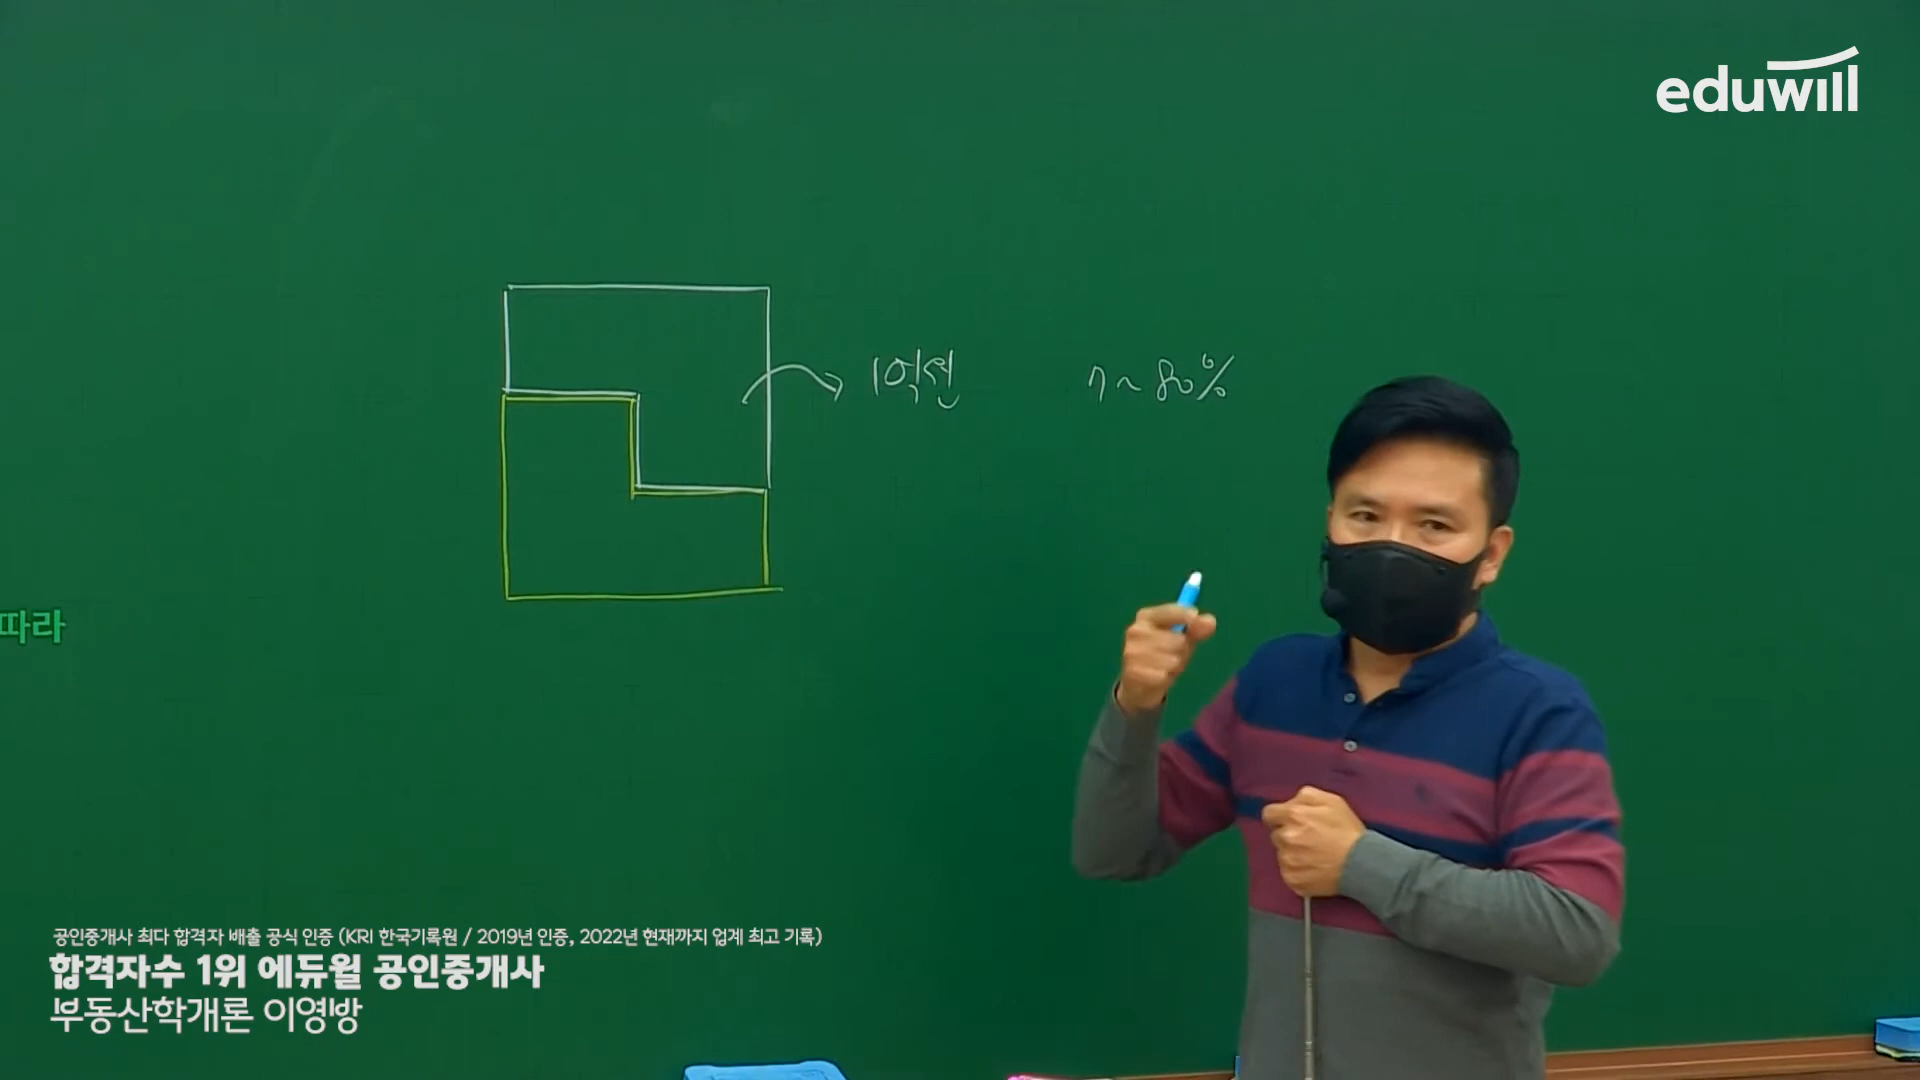 eduwill
1억원
7~80%
따라
공인중개사 최다 합격자 배출 공식 인증 (KRI 한국기록원 / 2019년 인증, 2022년 현재까지 업계 최고 기록)
합격자수 1위 에듀윌 공인중개사
부동산학개론 이영방